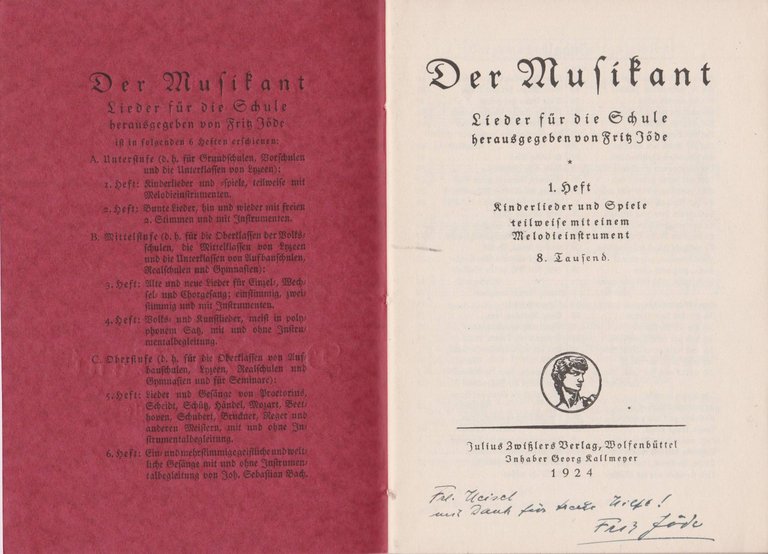 Der Musikant
Lieder für die Schule
herausgegeben von Fritz Jöde
ist in folgenden 6 Heften erschienen:
A. Unterstufe (d. h. für Grundschulen, Vorschulen
und die Unterklassen von Lyzeen):
1. Heft: Kinderlieder und -spiele, teilweise mit
Melodieinstrumenten.
2. Heft: Bunte Lieder, hin und wieder mit freien
2. Stimmen und mit Instrumenten.
B. Mittelstufe (d. h. für die Oberklassen der Volks-
schulen, die Mittelklassen von Lyzeen
und die Unterklassen von Aufbauschulen,
Realschulen und Gymnasien):
3. Heft: Alte und neue Lieder für Einzel-, Wech-
sel- und Chorgesang; einstimmig, zwei-
stimmig und mit Instrumenten.
4. Heft: Volks- und Kunstlieder, meist in poly-
phonem Satz, mit und ohne Instru-
mentalbegleitung.
C. Oberstufe (d. h. für die Oberklassen von Auf-
bauschulen, Lyzeen, Realschulen und
Gymnasien und für Seminare):
5. Heft: Lieder und Gesänge von Praetorius,
Scheidt, Schütz, Händel, Mozart, Beet-
hoven, Schubert, Bruckner, Reger und
anderen Meistern, mit und ohne In-
strumentalbegleitung.
6. Heft: Ein- und mehrstimmige geistliche und welt-
liche Gesänge mit und ohne Instrumen-
talbegleitung von Joh. Sebastian Bach.
Der Musikant
Lieder für die Schule
herausgegeben von Fritz Jöde
*
1. Heft
Kinderlieder und Spiele
teilweise mit einem
Melodieinstrument
8. Tausend
Julius Zwißlers Verlag, Wolfenbüttel
Inhaber Georg Kallmeyer
1924
Frl.
mit Dank für treue Hilfe!
Fritz Jöde